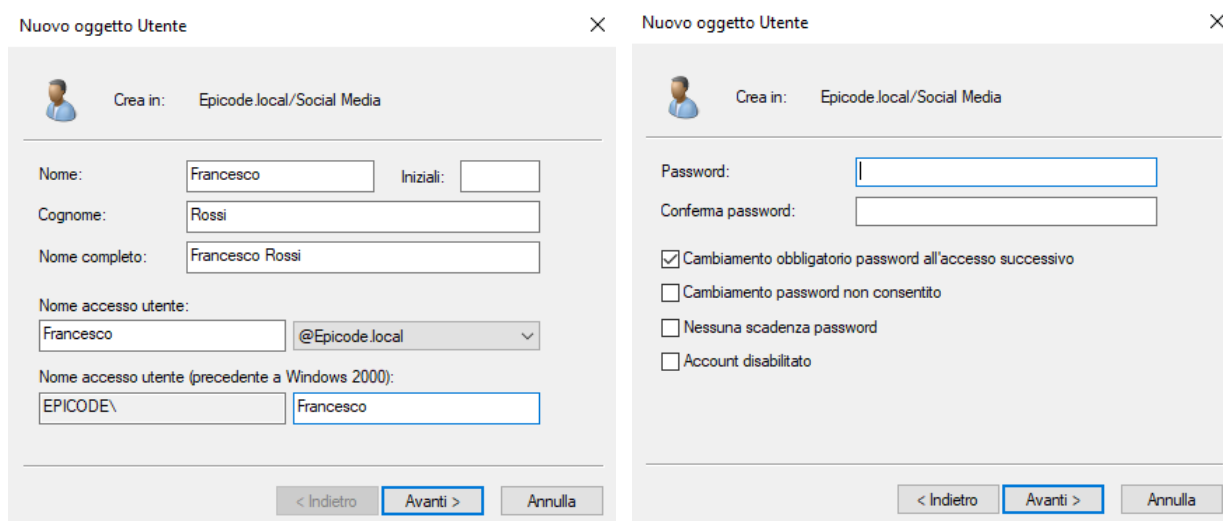 Nuovo oggetto Utente
Crea in: Epicode.local/Social Media
Nome: Francesco Iniziali:
Cognome: Rossi
Nome completo: Francesco Rossi
Nome accesso utente:
Francesco @Epicode.local
Nome accesso utente (precedente a Windows 2000):
EPICODE\ Francesco
< Indietro Avanti > Annulla
Nuovo oggetto Utente
Crea in: Epicode.local/Social Media
Password:
Conferma password:
Cambiamento obbligatorio password all'accesso successivo
Cambiamento password non consentito
Nessuna scadenza password
Account disabilitato
< Indietro Avanti > Annulla